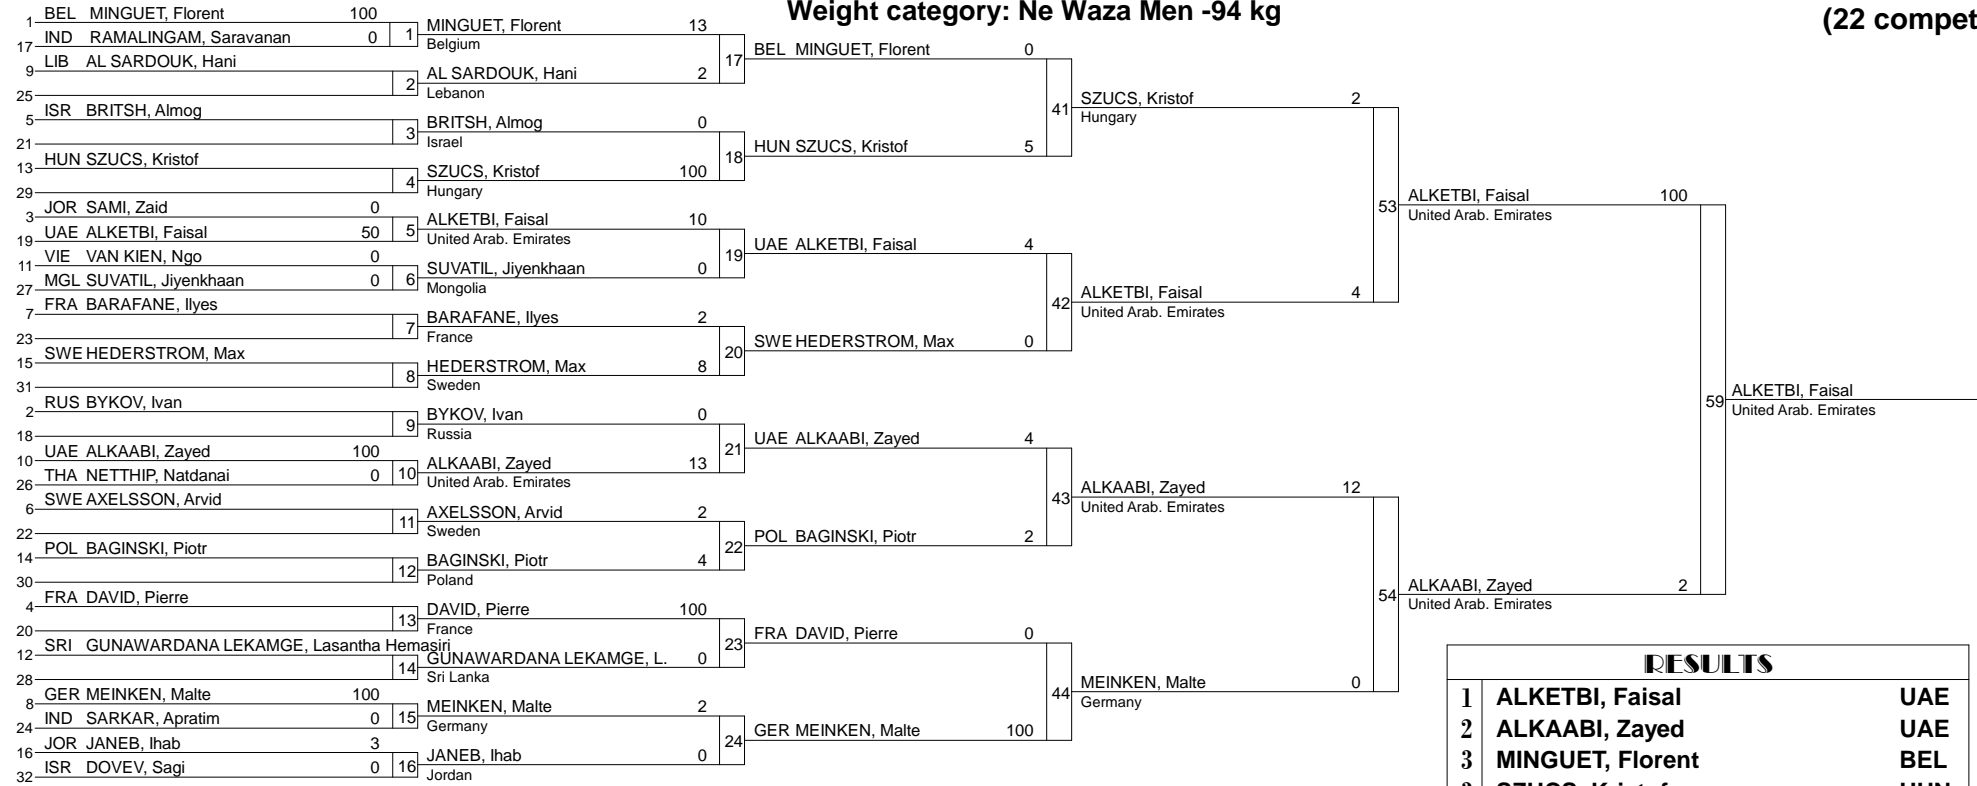 Weight category: Ne Waza Men -94 kg
(22 compet
1 BEL MINGUET, Florent 100
17 IND RAMALINGAM, Saravanan 0
1
9 LIB AL SARDOUK, Hani
25
2
5 ISR BRITSH, Almog
21
3
13 HUN SZUCS, Kristof
29
4
3 JOR SAMI, Zaid 0
19 UAE ALKETBI, Faisal 50
5
11 VIE VAN KIEN, Ngo 0
27 MGL SUVATIL, Jiyenkhaan 0
6
7 FRA BARAFANE, Ilyes
23
7
15 SWE HEDERSTROM, Max
31
8
2 RUS BYKOV, Ivan
18
9
10 UAE ALKAABI, Zayed 100
26 THA NETTHIP, Natdanai 0
10
6 SWE AXELSSON, Arvid
22
11
14 POL BAGINSKI, Piotr
30
12
4 FRA DAVID, Pierre
20
13
12 SRI GUNAWARDANA LEKAMGE, Lasantha Hemasiri
28
14
8 GER MEINKEN, Malte 100
24 IND SARKAR, Apratim 0
15
16 JOR JANEB, Ihab 3
32 ISR DOVEV, Sagi 0
16
MINGUET, Florent 13
Belgium
AL SARDOUK, Hani 2
Lebanon
17
BRITSH, Almog 0
Israel
SZUCS, Kristof 100
Hungary
18
ALKETBI, Faisal 10
United Arab. Emirates
SUVATIL, Jiyenkhaan 0
Mongolia
19
BARAFANE, Ilyes 2
France
HEDERSTROM, Max 8
Sweden
20
BYKOV, Ivan 0
Russia
ALKAABI, Zayed 13
United Arab. Emirates
21
AXELSSON, Arvid 2
Sweden
BAGINSKI, Piotr 4
Poland
22
DAVID, Pierre 100
France
GUNAWARDANA LEKAMGE, L. 0
Sri Lanka
23
MEINKEN, Malte 2
Germany
JANEB, Ihab 0
Jordan
24
BEL MINGUET, Florent 0
HUN SZUCS, Kristof 5
41
UAE ALKETBI, Faisal 4
SWE HEDERSTROM, Max 0
42
UAE ALKAABI, Zayed 4
POL BAGINSKI, Piotr 2
43
FRA DAVID, Pierre 0
GER MEINKEN, Malte 100
44
SZUCS, Kristof 2
Hungary
ALKETBI, Faisal 4
United Arab. Emirates
53
ALKAABI, Zayed 12
United Arab. Emirates
MEINKEN, Malte 0
Germany
54
ALKETBI, Faisal 100
United Arab. Emirates
ALKAABI, Zayed 2
United Arab. Emirates
59
ALKETBI, Faisal
United Arab. Emirates
RESULTS
1 ALKETBI, Faisal UAE
2 ALKAABI, Zayed UAE
3 MINGUET, Florent BEL
3 SZUCS, Kristof HUN